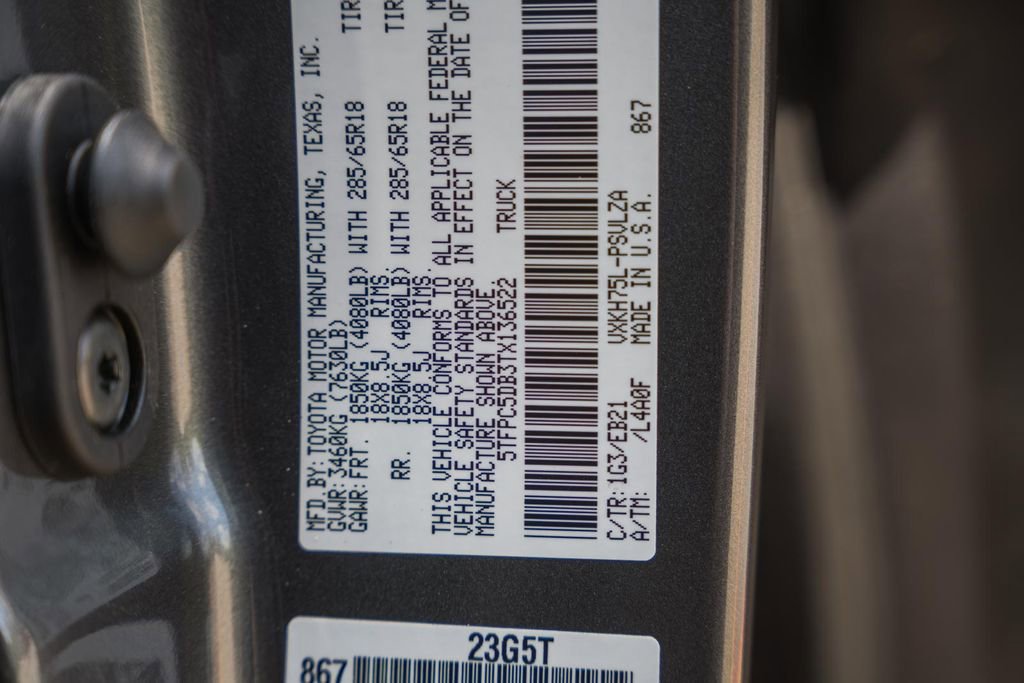 MFD.BY:TOYOTA MOTOR MANUFACTURING, TEXAS, INC.
GVWR:3460KG (7630LB)
GAWR:FRT. 1850KG (4080LB) WITH 285/65R18 TIR
18X8.5J RIMS,
RR. 1850KG (4080LB) WITH 285/65R18 TIR
18X8.5J RIMS,
THIS VEHICLE CONFORMS TO ALL APPLICABLE FEDERAL M
VEHICLE SAFETY STANDARDS IN EFFECT ON THE DATE OF
MANUFACTURE SHOWN ABOVE.
5TFPC5DB3TX136522 TRUCK
C/TR:1G3/EB21 VXKH75L-PSVLZA 867
A/TM: /L4A0F MADE IN U.S.A.
23G5T
867